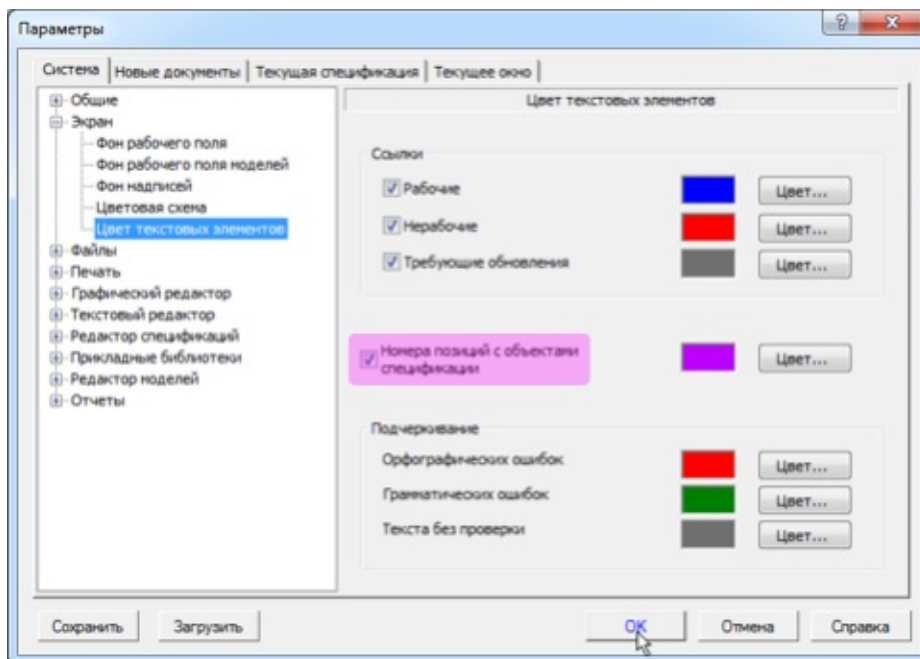 Параметры
Система Новые документы Текущая спецификация Текущее окно
Общие
Экран
Фон рабочего поля
Фон рабочего поля моделей
Фон надписей
Цветовая схема
Цвет текстовых элементов
Файлы
Печать
Графический редактор
Текстовый редактор
Редактор спецификаций
Прикладные библиотеки
Редактор моделей
Отчеты
Цвет текстовых элементов
Ссылки
Рабочие Цвет...
Нерабочие Цвет...
Требующие обновления Цвет...
Номера позиций с объектами
спецификации Цвет...
Подчеркивание
Орфографических ошибок Цвет...
Грамматических ошибок Цвет...
Текста без проверки Цвет...
Сохранить Загрузить OK Отмена Справка